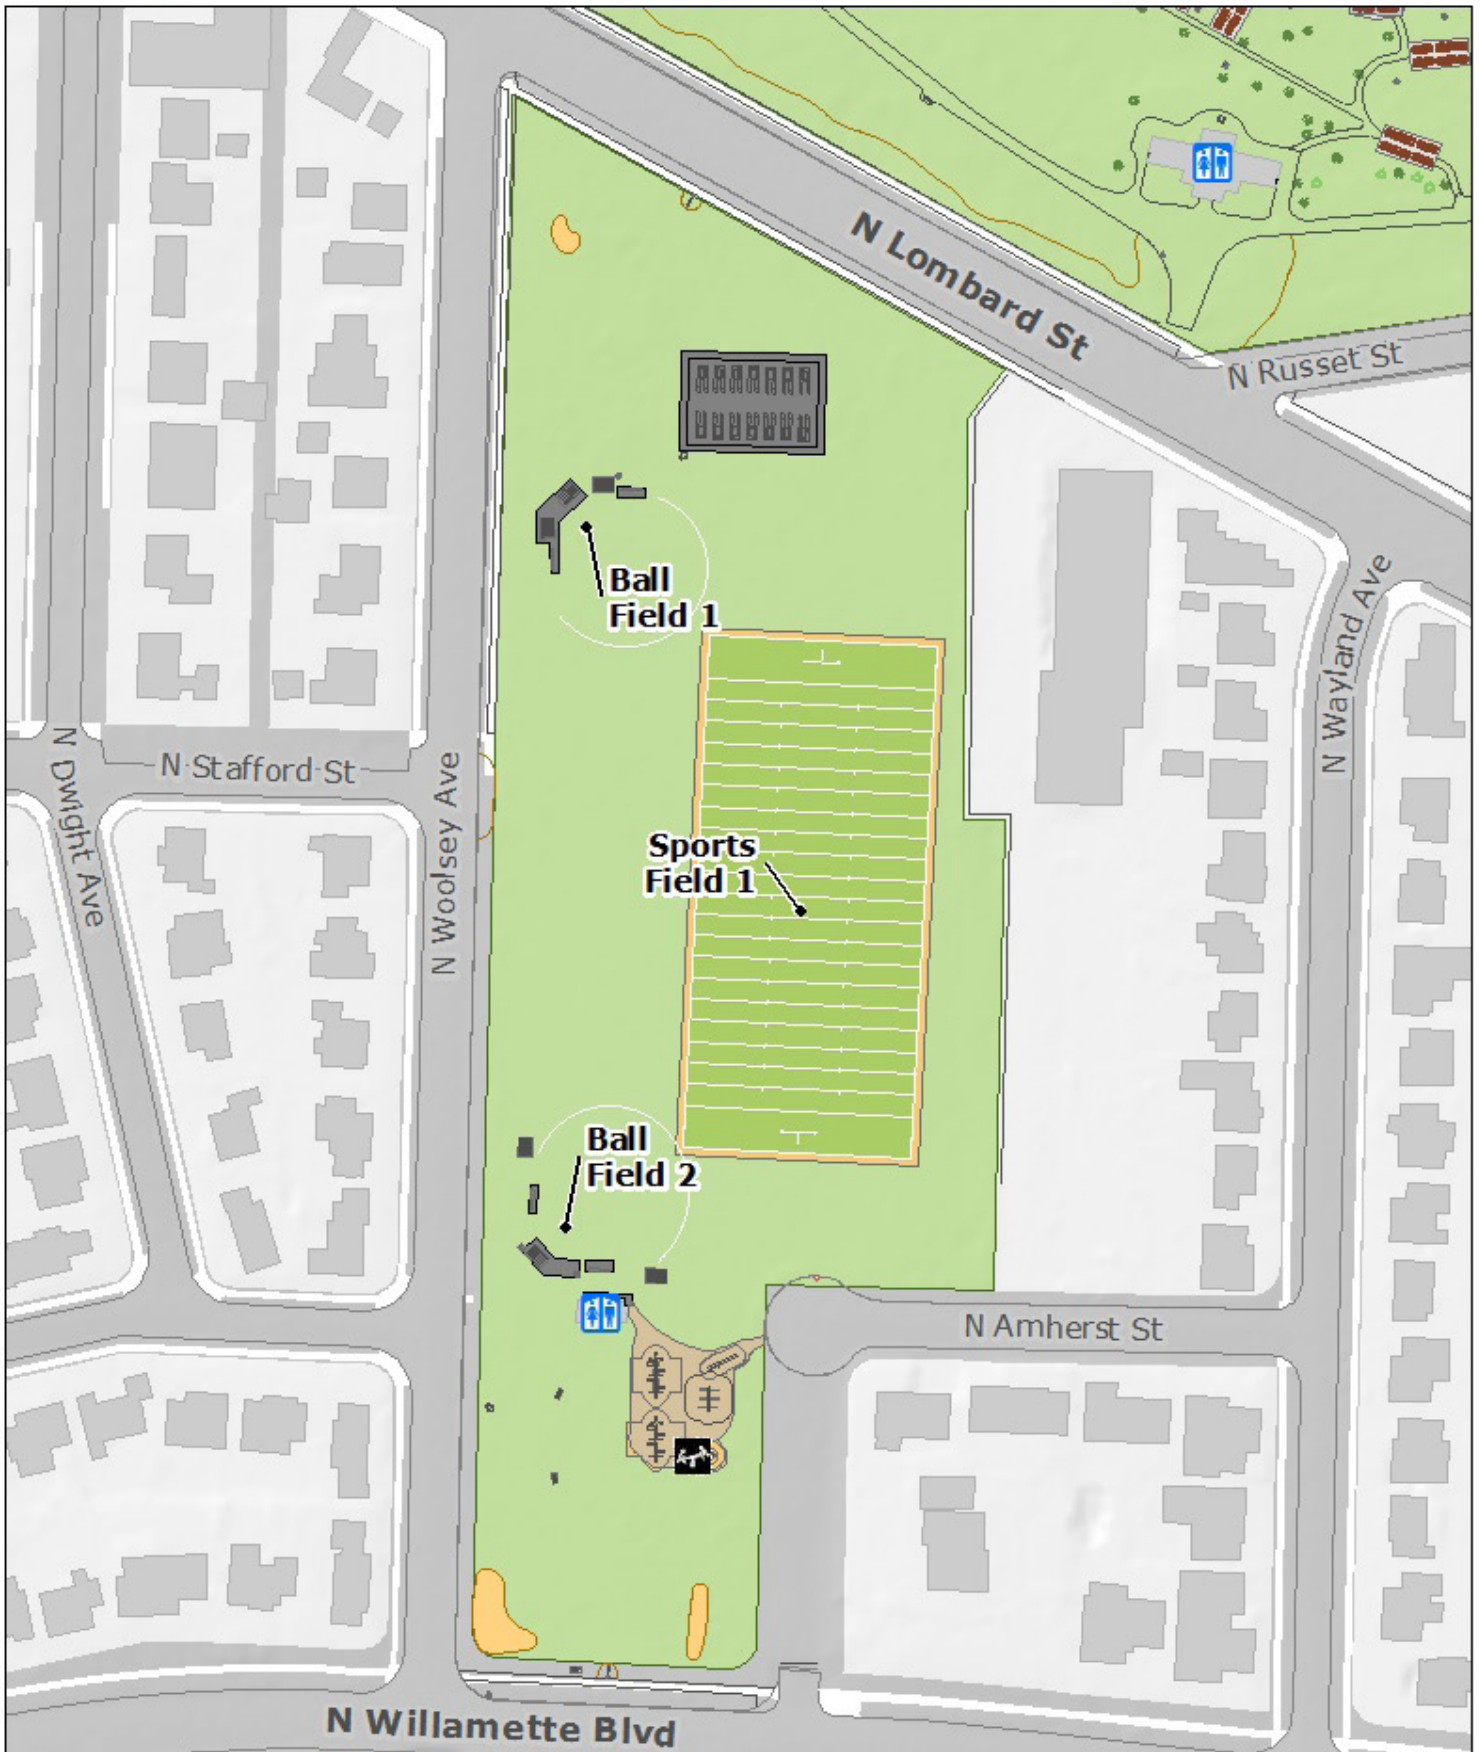 N Lombard St
N Russet St
Ball
Field 1
N Wayland Ave
N Stafford St
N Dwight Ave
N Woolsey Ave
Sports
Field 1
Ball
Field 2
N Amherst St
N Willamette Blvd